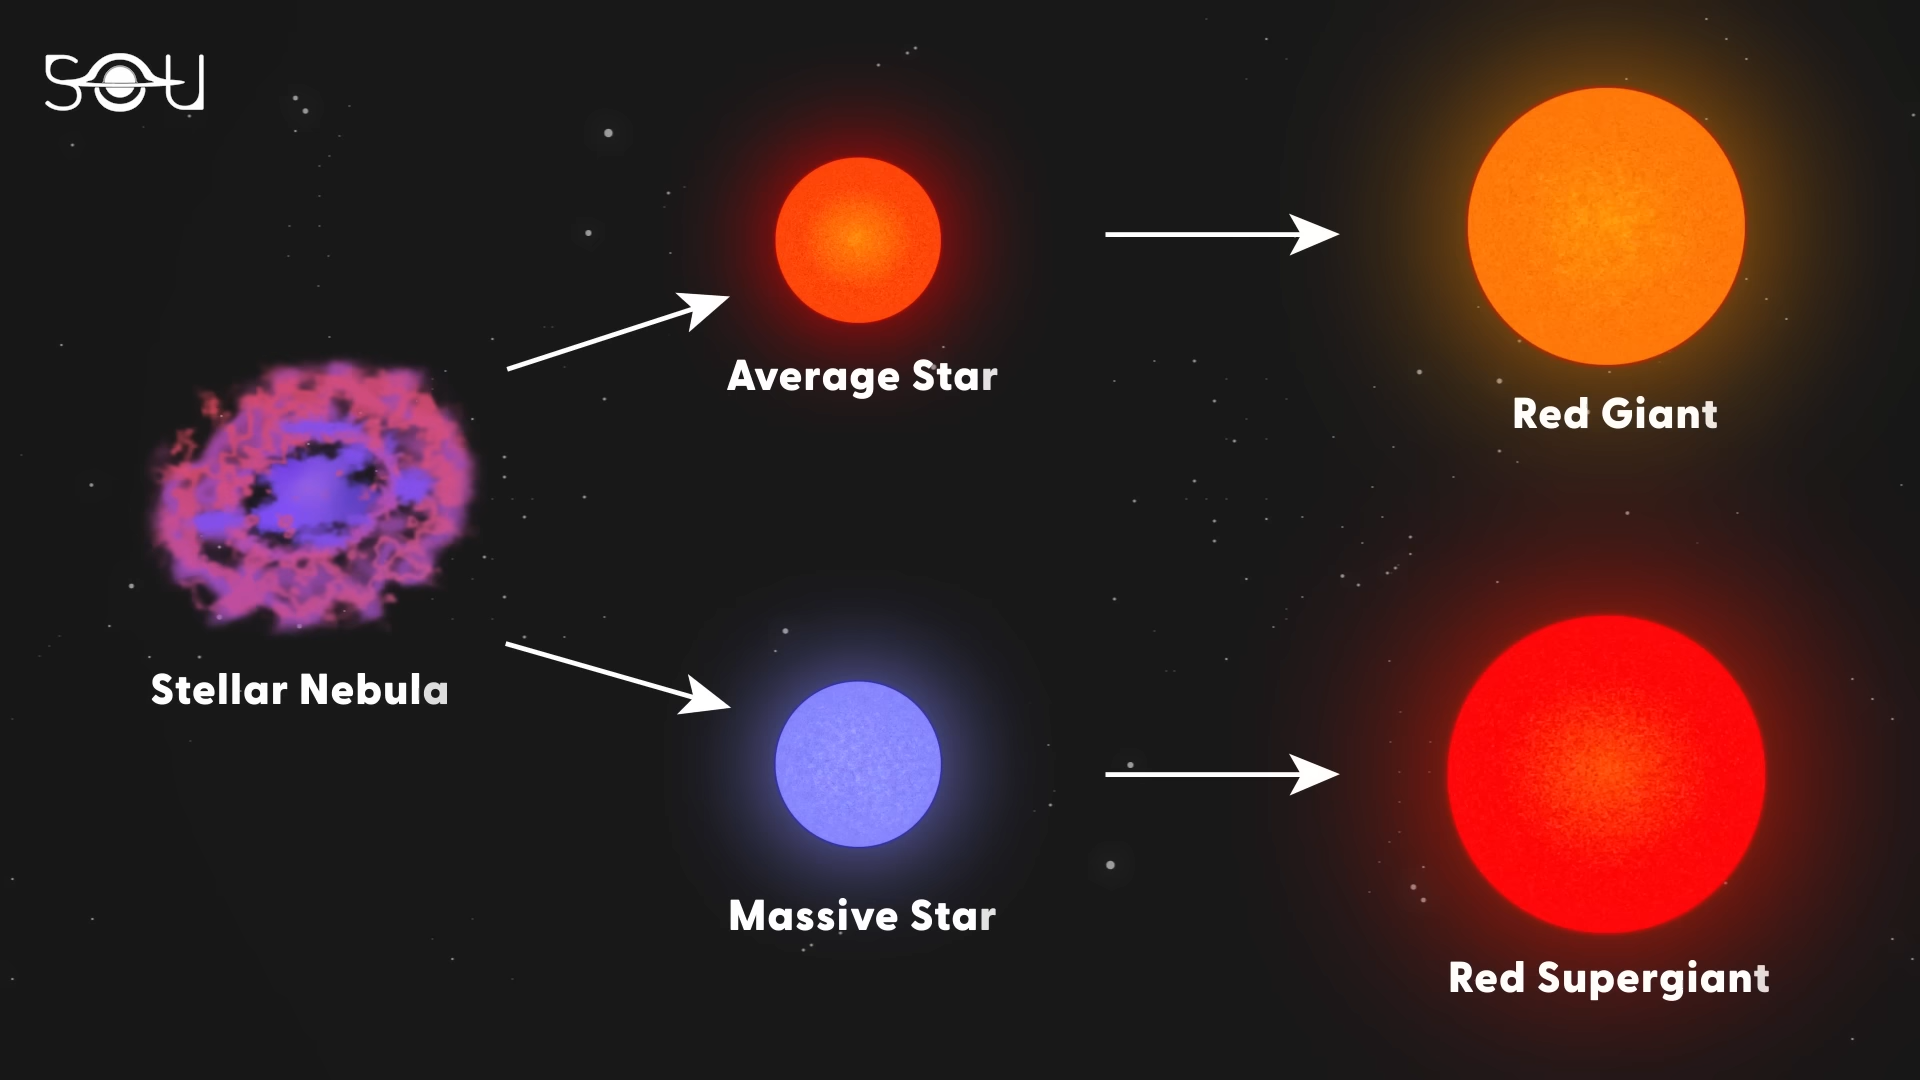 SOU
Average Star
Red Giant
Stellar Nebula
Massive Star
Red Supergiant